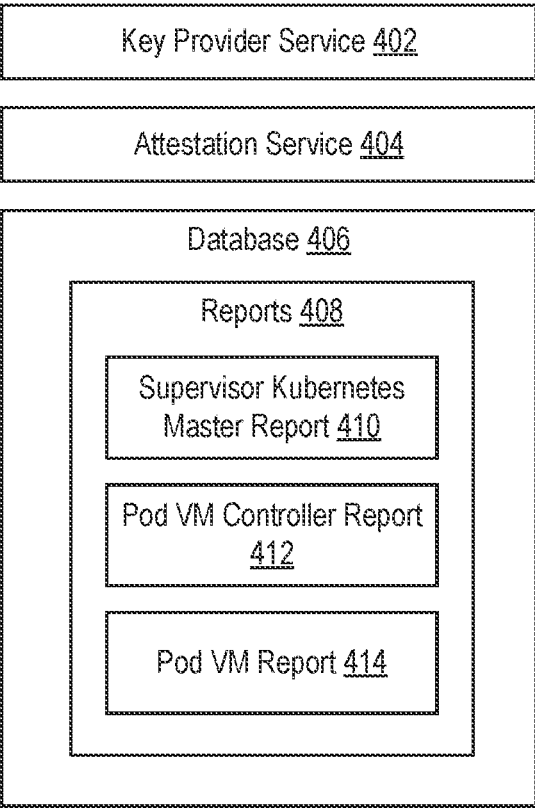 Key Provider Service 402
Attestation Service 404
Database 406
Reports 408
Supervisor Kubernetes
Master Report 410
Pod VM Controller Report
412
Pod VM Report 414